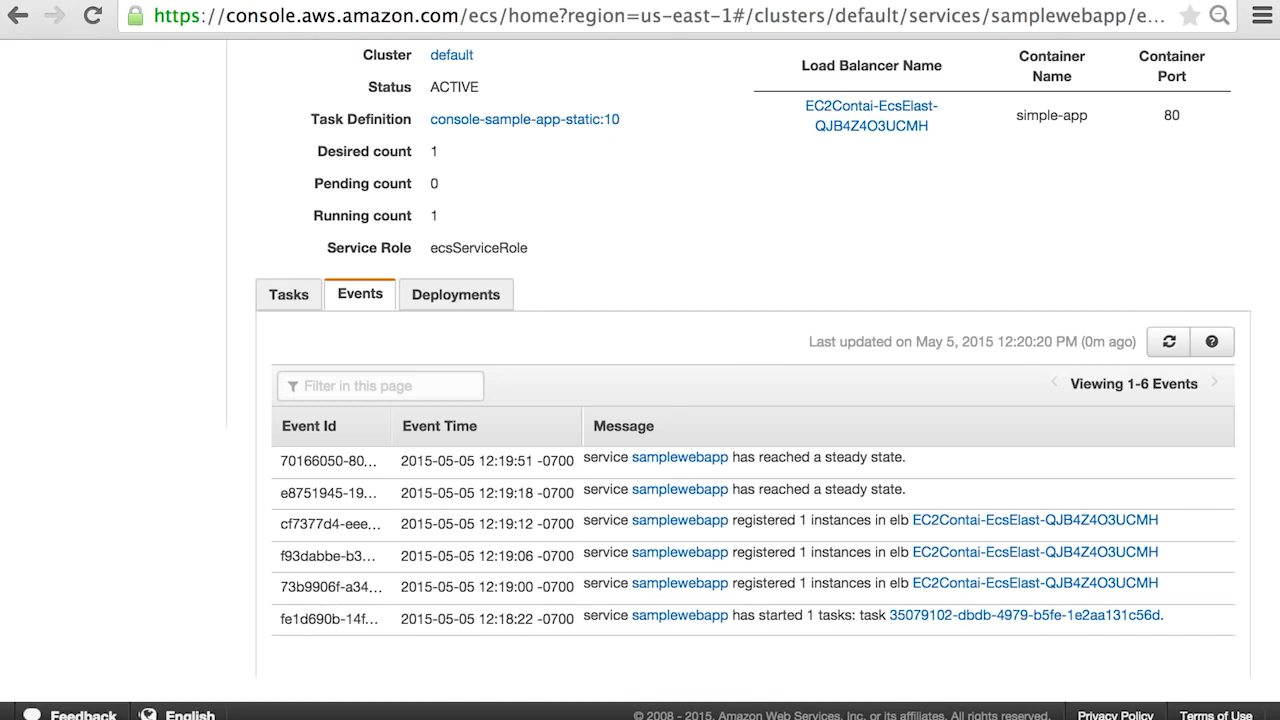 https://console.aws.amazon.com/ecs/home?region=us-east-1#/clusters/default/services/samplewebapp/e...
Cluster default
Status ACTIVE
Task Definition console-sample-app-static:10
Desired count 1
Pending count 0
Running count 1
Service Role ecsServiceRole
Load Balancer Name Container Name Container Port
EC2Contai-EcsElast-QJB4Z4O3UCMH simple-app 80
Tasks Events Deployments
Last updated on May 5, 2015 12:20:20 PM (0m ago)
Filter in this page Viewing 1-6 Events
Event Id Event Time Message
70166050-80... 2015-05-05 12:19:51 -0700 service samplewebapp has reached a steady state.
e8751945-19... 2015-05-05 12:19:18 -0700 service samplewebapp has reached a steady state.
cf7377d4-eee... 2015-05-05 12:19:12 -0700 service samplewebapp registered 1 instances in elb EC2Contai-EcsElast-QJB4Z4O3UCMH
f93dabbe-b3... 2015-05-05 12:19:06 -0700 service samplewebapp registered 1 instances in elb EC2Contai-EcsElast-QJB4Z4O3UCMH
73b9906f-a34... 2015-05-05 12:19:00 -0700 service samplewebapp registered 1 instances in elb EC2Contai-EcsElast-QJB4Z4O3UCMH
fe1d690b-14f... 2015-05-05 12:18:22 -0700 service samplewebapp has started 1 tasks: task 35079102-dbdb-4979-b5fe-1e2aa131c56d.
Feedback English © 2008 - 2015, Amazon Web Services, Inc. or its affiliates. All rights reserved. Privacy Policy Terms of Use